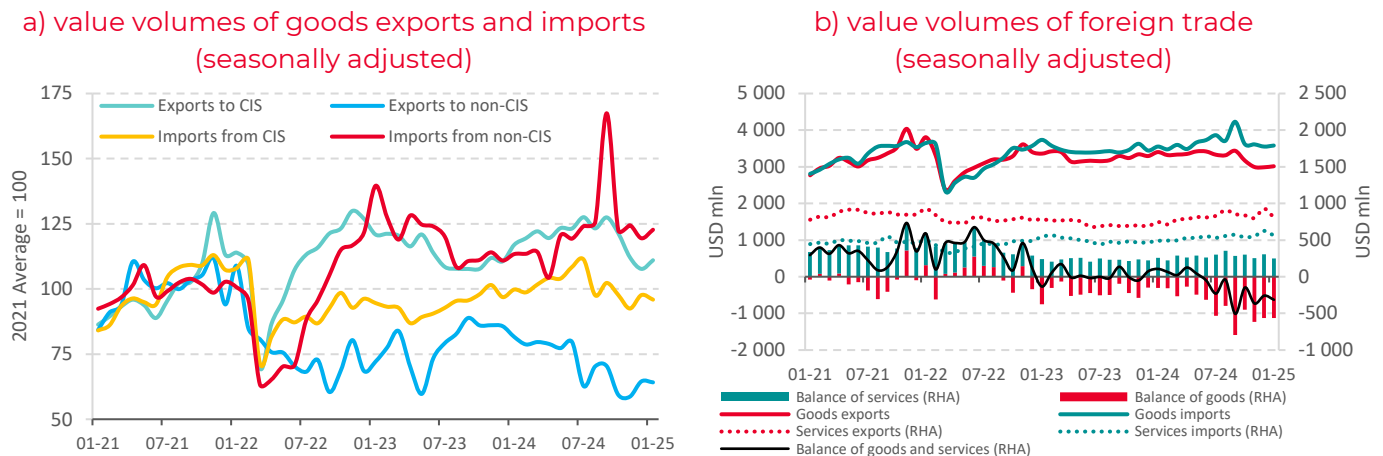 a) value volumes of goods exports and imports
(seasonally adjusted)
2021 Average = 100
175
150
125
100
75
50
Exports to CIS
Exports to non-CIS
Imports from CIS
Imports from non-CIS
01-21
07-21
01-22
07-22
01-23
07-23
01-24
07-24
01-25
b) value volumes of foreign trade
(seasonally adjusted)
USD mln
5 000
4 000
3 000
2 000
1 000
0
-1 000
-2 000
2 500
2 000
1 500
1 000
500
0
-500
-1 000
USD mln
01-21
07-21
01-22
07-22
01-23
07-23
01-24
07-24
01-25
Balance of services (RHA)
Balance of goods (RHA)
Goods exports
Goods imports
Services exports (RHA)
Services imports (RHA)
Balance of goods and services (RHA)